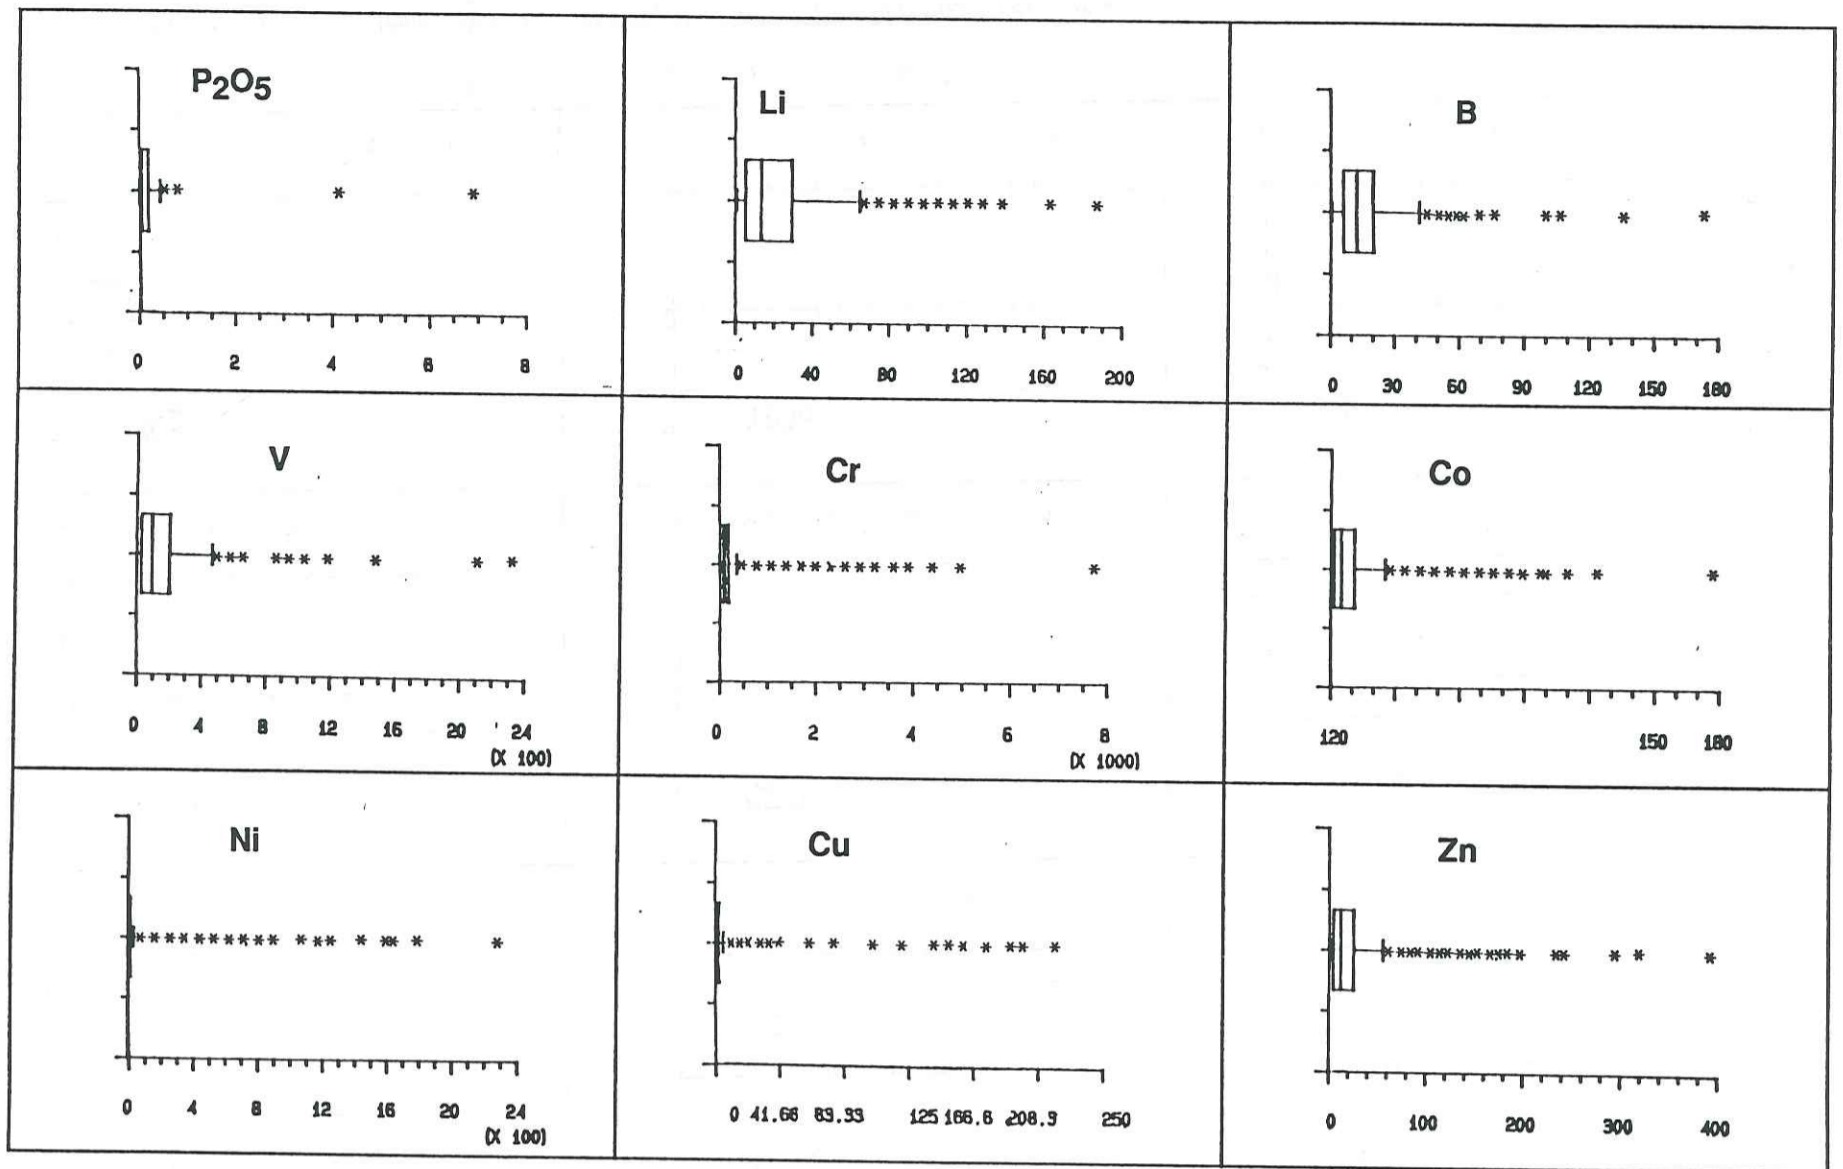 P2O5
0 2 4 6 8
Li
0 40 80 120 160 200
B
0 30 60 90 120 150 180
V
0 4 8 12 16 20 24
(X 100)
Cr
0 2 4 6 8
(X 1000)
Co
120 150 180
Ni
0 4 8 12 16 20 24
(X 100)
Cu
0 41.66 83.33 125 166.6 208.3 250
Zn
0 100 200 300 400